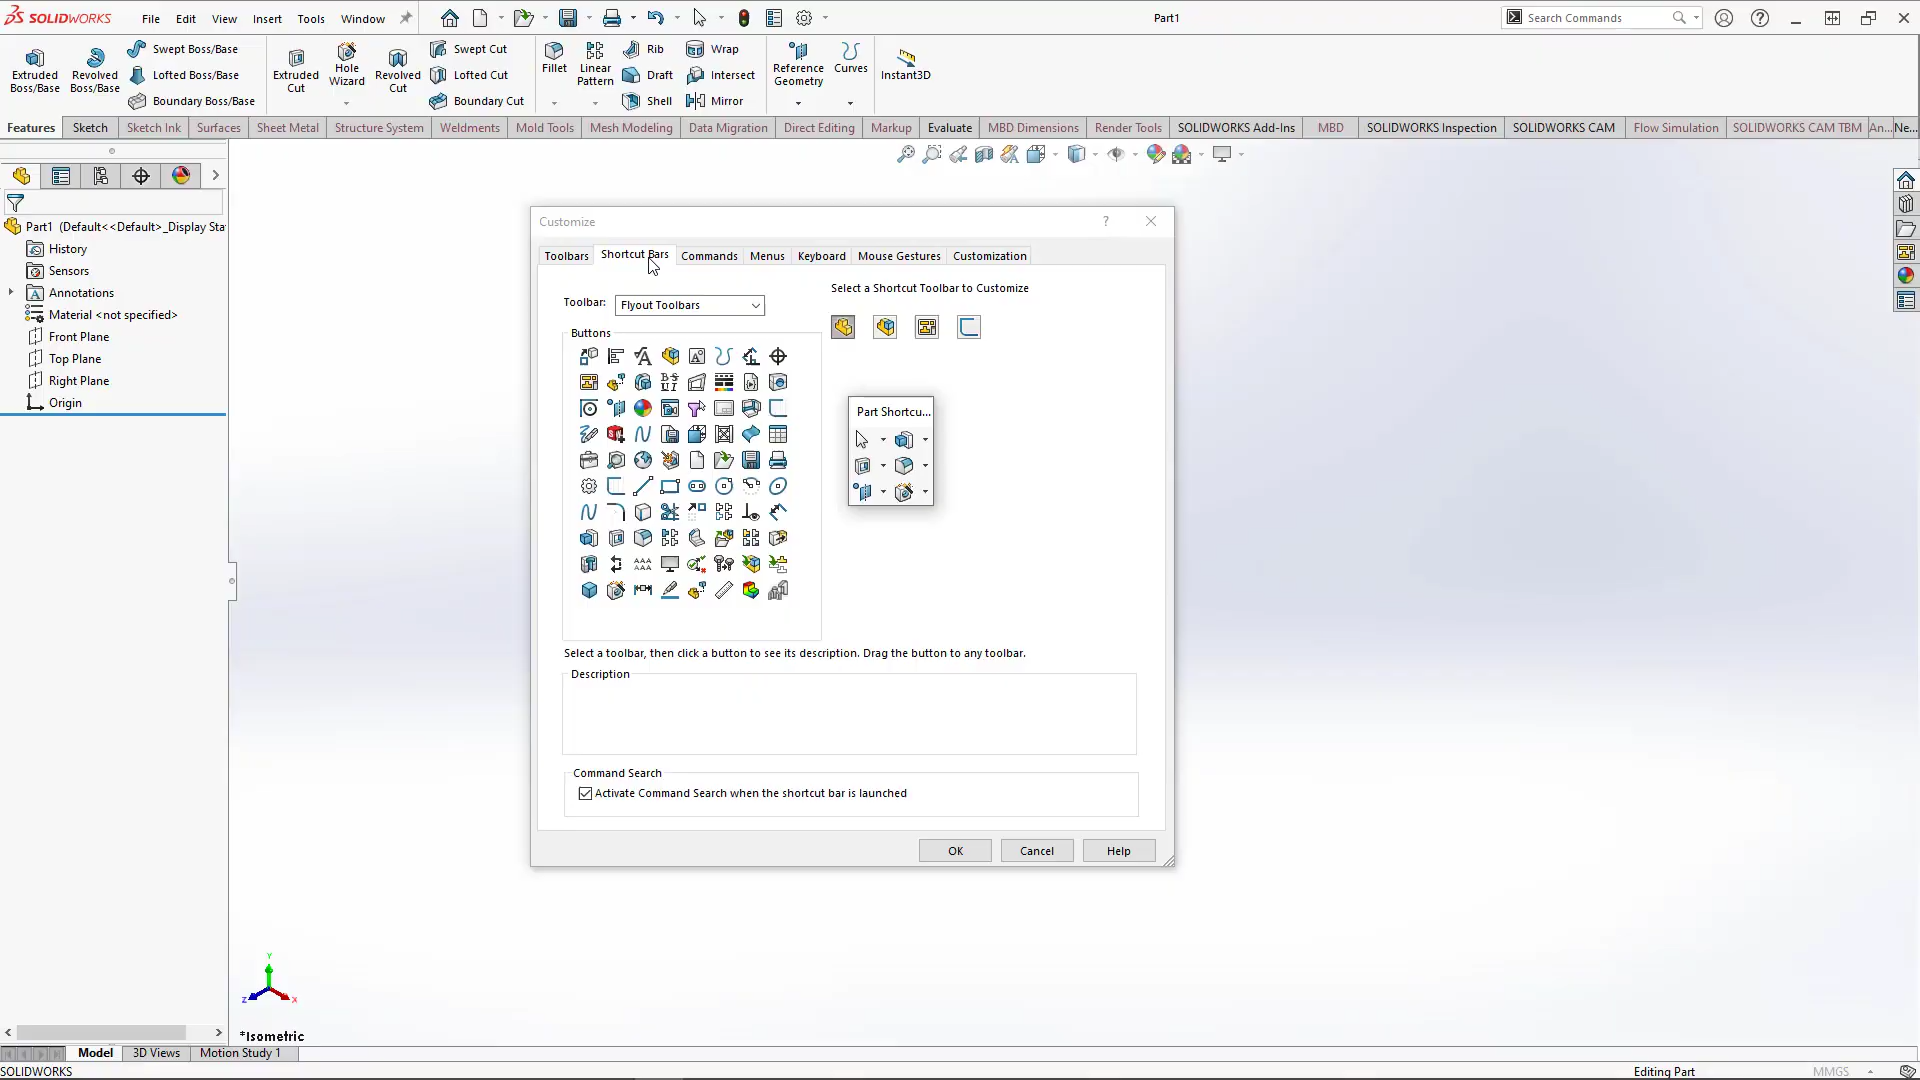 SOLIDWORKS File Edit View Insert Tools Window Part1 Search Commands
Extruded Boss/Base
Revolved Boss/Base
Swept Boss/Base
Lofted Boss/Base
Boundary Boss/Base
Extruded Cut
Hole Wizard
Revolved Cut
Swept Cut
Lofted Cut
Boundary Cut
Fillet
Linear Pattern
Rib
Draft
Shell
Wrap
Intersect
Mirror
Reference Geometry
Curves
Instant3D
Features Sketch Sketch Ink Surfaces Sheet Metal Structure System Weldments Mold Tools Mesh Modeling Data Migration Direct Editing Markup Evaluate MBD Dimensions Render Tools SOLIDWORKS Add-Ins MBD SOLIDWORKS Inspection SOLIDWORKS CAM Flow Simulation SOLIDWORKS CAM TBM An... Ne...
Part1 (Default<<Default>_Display Sta
History
Sensors
Annotations
Material <not specified>
Front Plane
Top Plane
Right Plane
Origin
Customize
Toolbars Shortcut Bars Commands Menus Keyboard Mouse Gestures Customization
Toolbar: Flyout Toolbars
Select a Shortcut Toolbar to Customize
Buttons
Part Shortcu...
Select a toolbar, then click a button to see its description. Drag the button to any toolbar.
Description
Command Search
Activate Command Search when the shortcut bar is launched
OK Cancel Help
Y
Z X
*Isometric
Model 3D Views Motion Study 1
SOLIDWORKS Editing Part MMGS